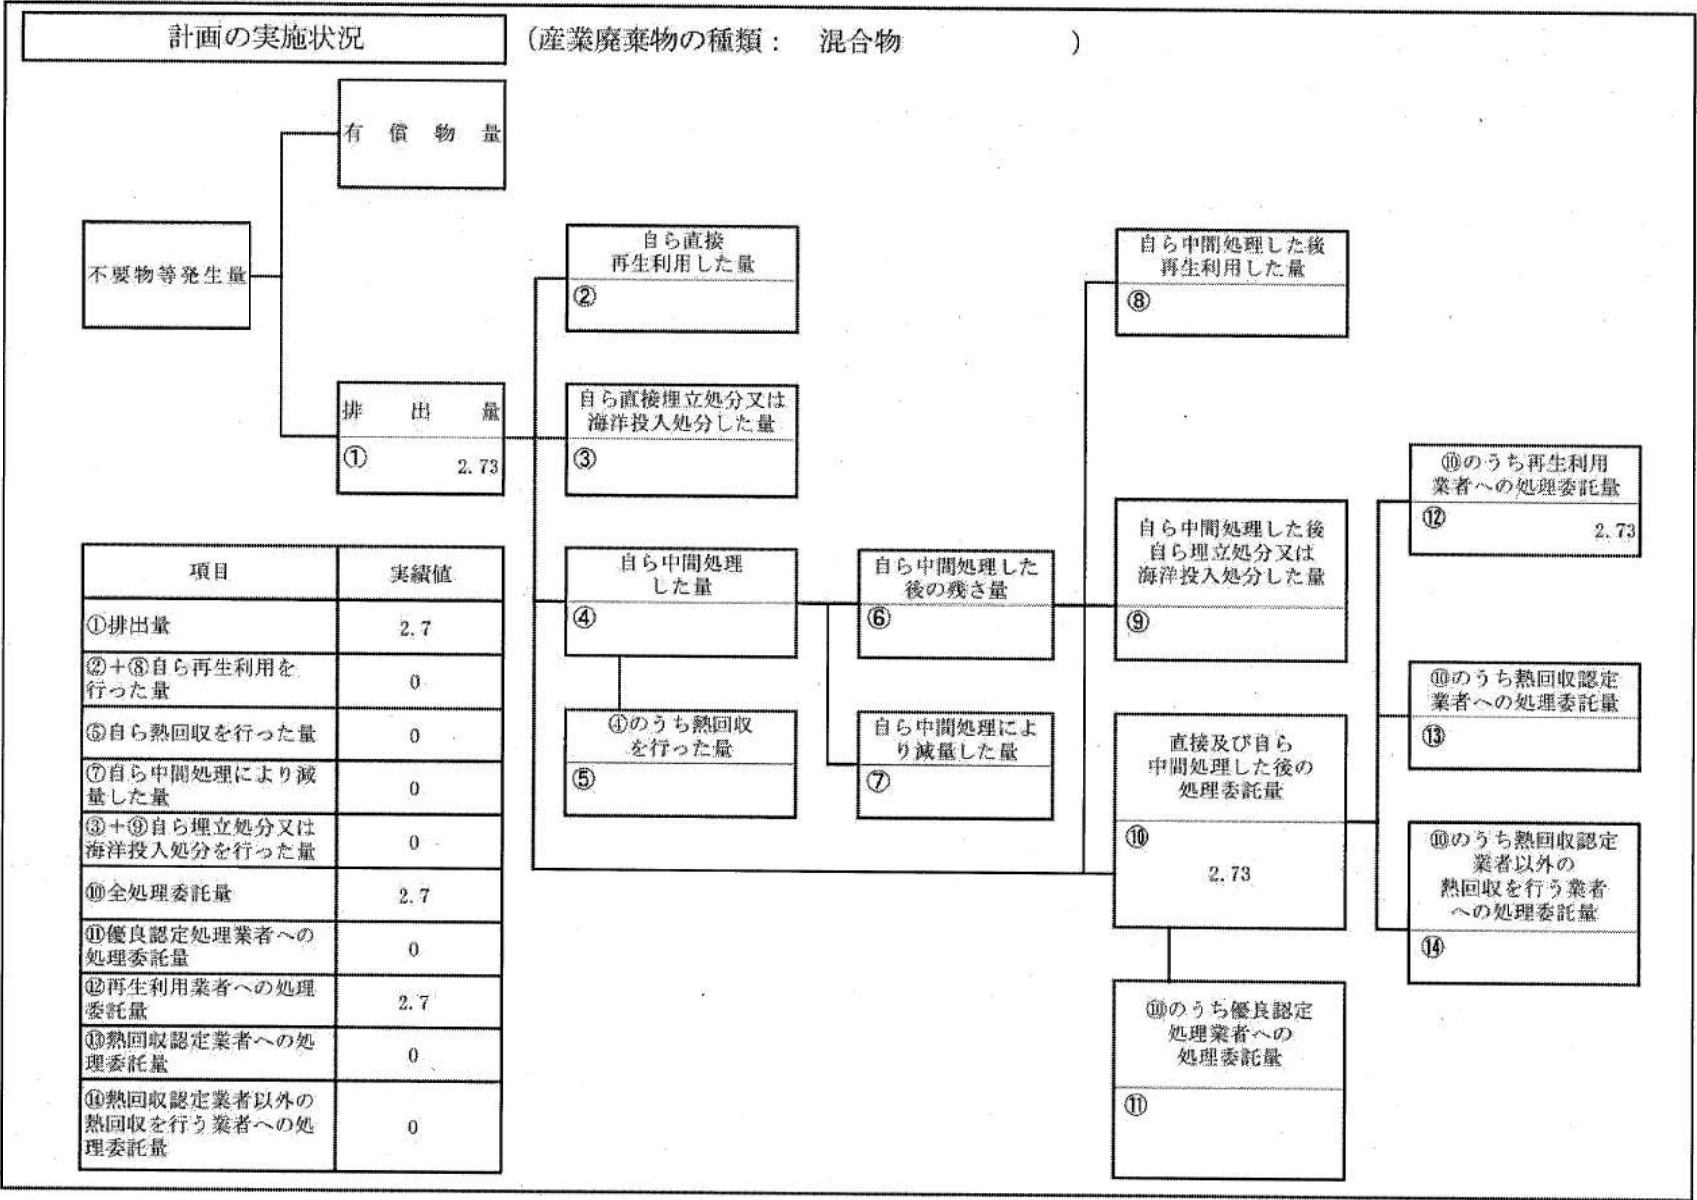 計画の実施状況
（産業廃棄物の種類： 混合物 ）
有償物量
不要物等発生量
排出量
① 2.73
自ら直接
再生利用した量
②
自ら直接埋立処分又は
海洋投入処分した量
③
自ら中間処理
した量
④
④のうち熱回収
を行った量
⑤
自ら中間処理した
後の残さ量
⑥
自ら中間処理によ
り減量した量
⑦
自ら中間処理した後
再生利用した量
⑧
自ら中間処理した後
自ら埋立処分又は
海洋投入処分した量
⑨
直接及び自ら
中間処理した後の
処理委託量
⑩
2.73
⑩のうち優良認定
処理業者への
処理委託量
⑪
⑩のうち再生利用
業者への処理委託量
⑫ 2.73
⑩のうち熱回収認定
業者への処理委託量
⑬
⑩のうち熱回収認定
業者以外の
熱回収を行う業者
への処理委託量
⑭
項目 実績値
①排出量 2.7
②＋⑧自ら再生利用を
行った量 0
⑤自ら熱回収を行った量 0
⑦自ら中間処理により減
量した量 0
③＋⑨自ら埋立処分又は
海洋投入処分を行った量 0
⑩全処理委託量 2.7
⑪優良認定処理業者への
処理委託量 0
⑫再生利用業者への処理
委託量 2.7
⑬熱回収認定業者への処
理委託量 0
⑭熱回収認定業者以外の
熱回収を行う業者への処
理委託量 0